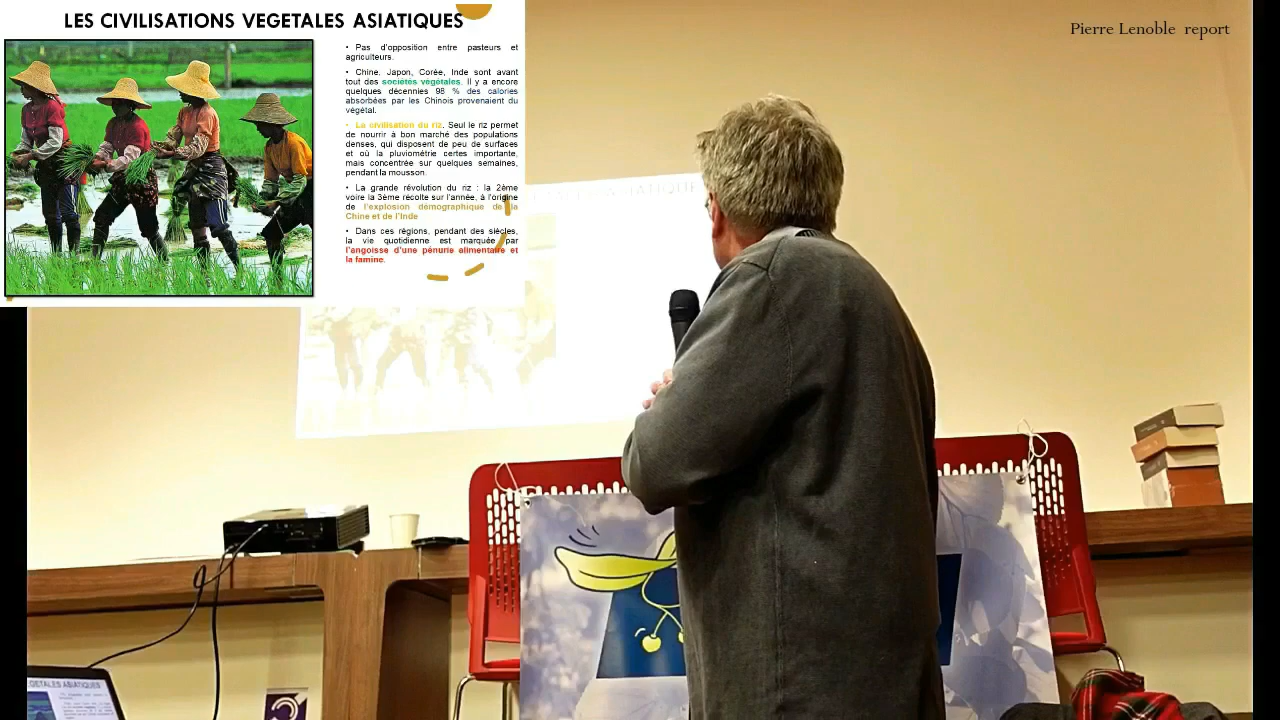 LES CIVILISATIONS VEGETALES ASIATIQUES
• Pas d'opposition entre pasteurs et
agriculteurs.
• Chine, Japon, Corée, Inde sont avant
tout des sociétés végétales. Il y a encore
quelques décennies 98 % des calories
absorbées par les Chinois provenaient du
végétal.
• La civilisation du riz. Seul le riz permet
de nourrir à bon marché des populations
denses, qui disposent de peu de surfaces
et où la pluviométrie certes importante,
mais concentrée sur quelques semaines,
pendant la mousson.
• La grande révolution du riz : la 2ème
voire la 3ème récolte sur l'année, à l'origine
de l'explosion démographique de la
Chine et de l'Inde
• Dans ces régions, pendant des siècles,
la vie quotidienne est marquée par
l'angoisse d'une pénurie alimentaire et
la famine.
Pierre Lenoble report
ASIATIQUE
GETALES ASIATIQUES